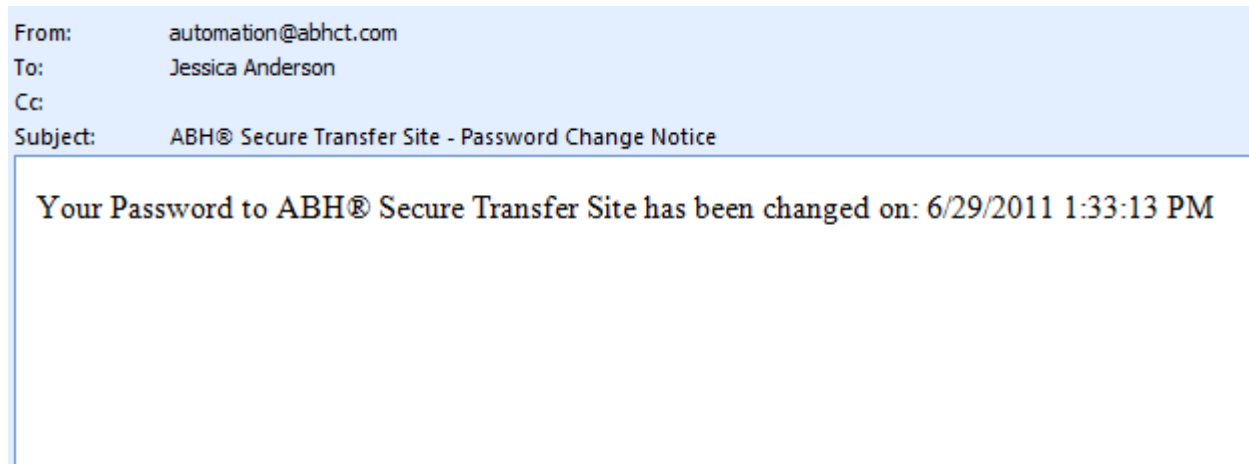 From: automation@abhct.com
To: Jessica Anderson
Cc:
Subject: ABH® Secure Transfer Site - Password Change Notice
Your Password to ABH® Secure Transfer Site has been changed on: 6/29/2011 1:33:13 PM